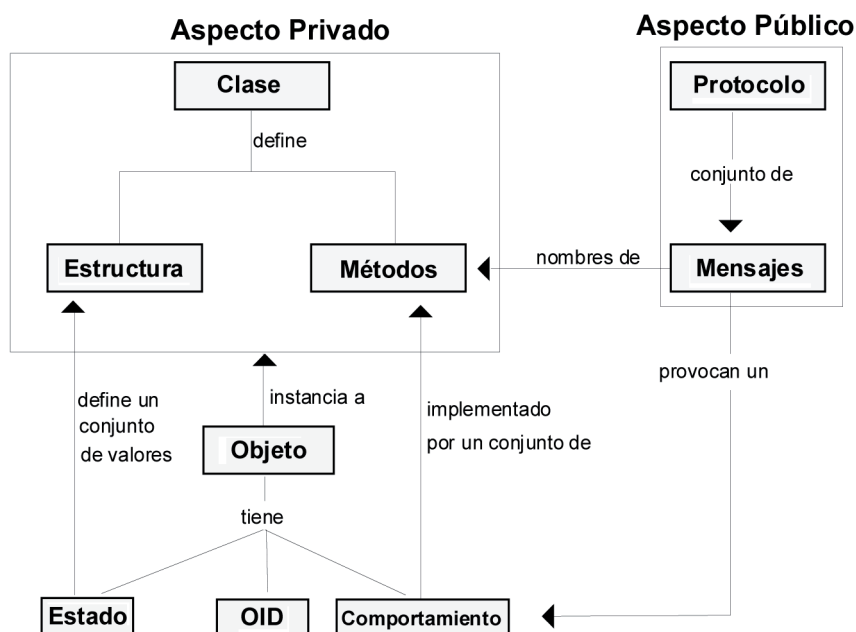 Aspecto Privado
Aspecto Público
Clase
Protocolo
define
conjunto de
Estructura
Métodos
nombres de
Mensajes
provocan un
define un
conjunto
de valores
instancia a
implementado
por un conjunto de
Objeto
tiene
Estado
OID
Comportamiento